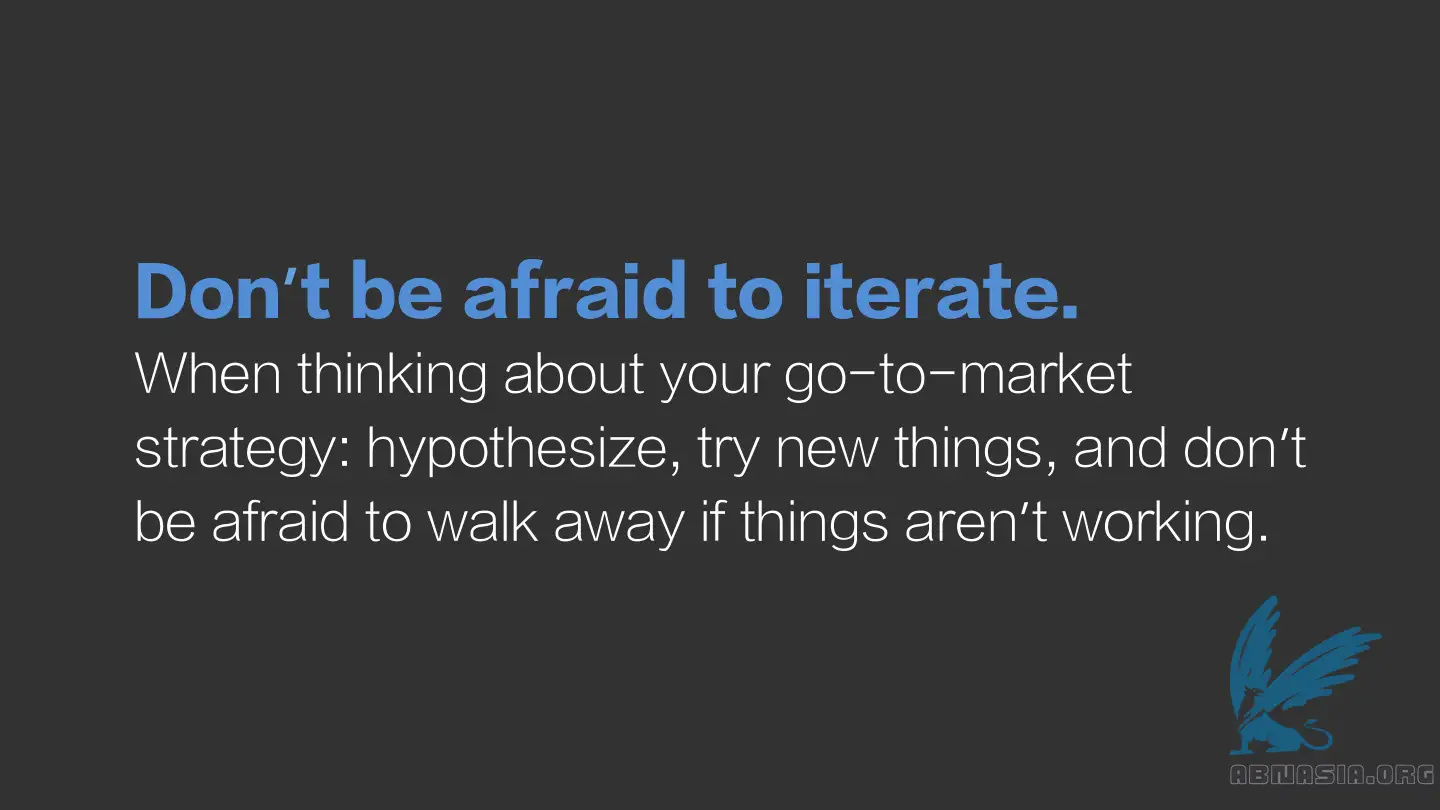 Don't be afraid to iterate.
When thinking about your go-to-market
strategy: hypothesize, try new things, and don't
be afraid to walk away if things aren't working.
ABNASIA.ORG